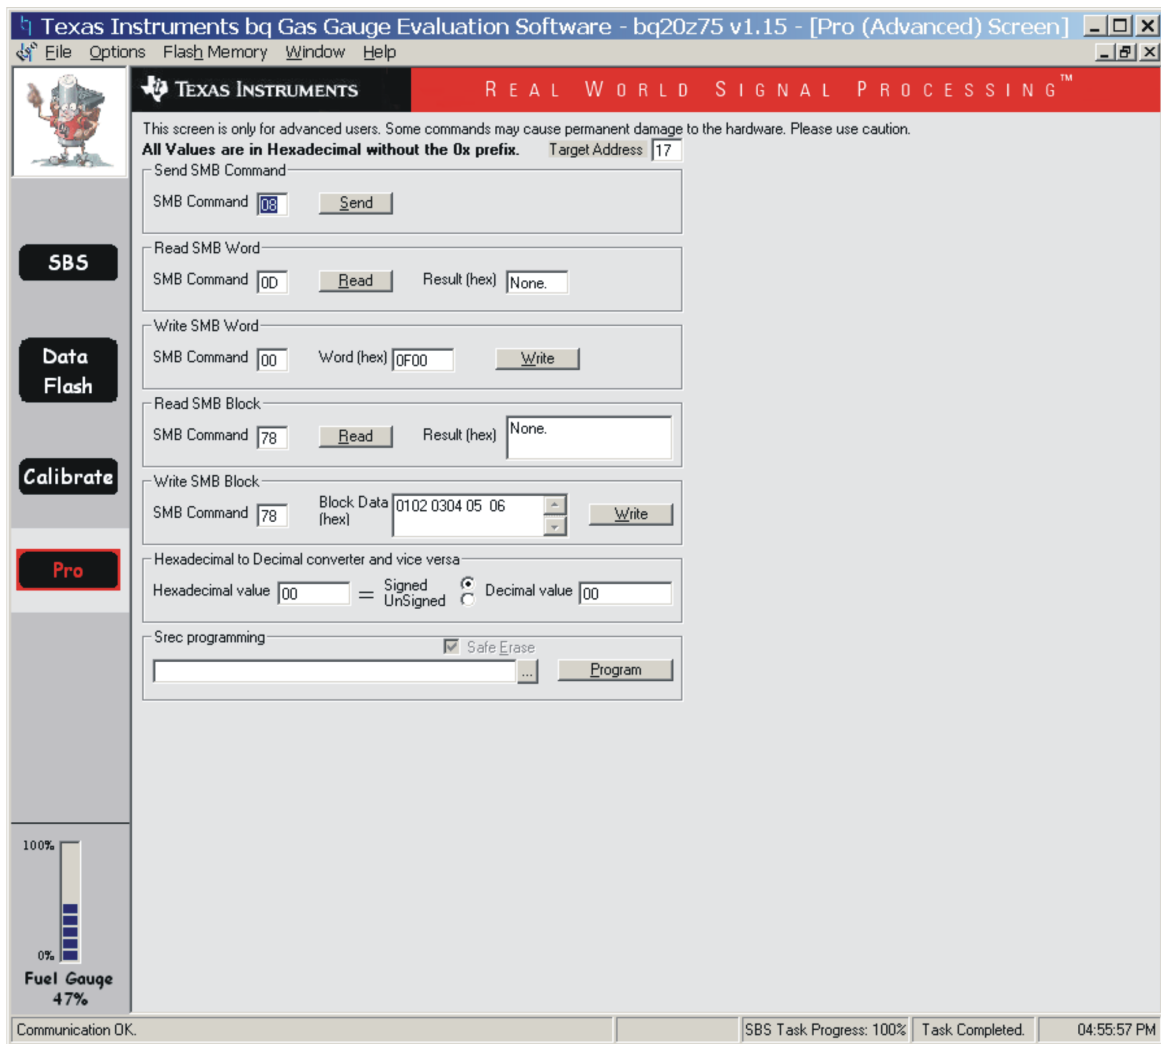 Texas Instruments bq Gas Gauge Evaluation Software - bq20z75 v1.15 - [Pro (Advanced) Screen]
File Options Flash Memory Window Help
TEXAS INSTRUMENTS REAL WORLD SIGNAL PROCESSING™
This screen is only for advanced users. Some commands may cause permanent damage to the hardware. Please use caution.
All Values are in Hexadecimal without the 0x prefix. Target Address 17
Send SMB Command
SMB Command 08 Send
Read SMB Word
SMB Command 0D Read Result (hex) None.
Write SMB Word
SMB Command 00 Word (hex) 0F00 Write
Read SMB Block
SMB Command 78 Read Result (hex) None.
Write SMB Block
SMB Command 78 Block Data (hex) 0102 0304 05 06 Write
Hexadecimal to Decimal converter and vice versa
Hexadecimal value 00 = Signed UnSigned Decimal value 00
Srec programming Safe Erase
... Program
SBS
Data
Flash
Calibrate
Pro
100%
0%
Fuel Gauge
47%
Communication OK. SBS Task Progress: 100% Task Completed. 04:55:57 PM